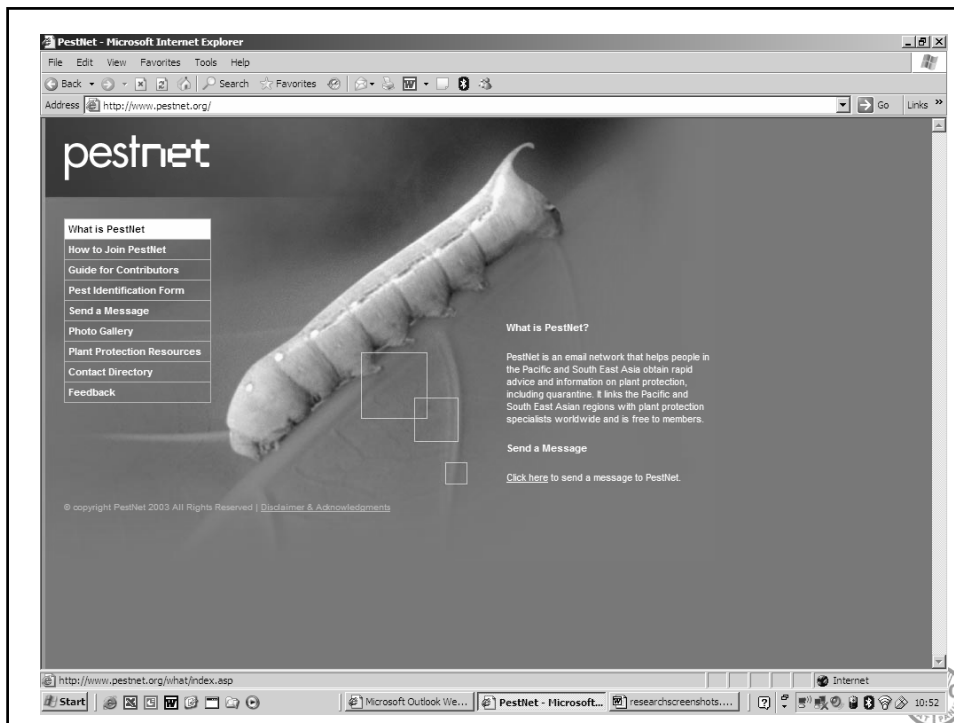 PestNet - Microsoft Internet Explorer
File Edit View Favorites Tools Help
Back Search Favorites
Address http://www.pestnet.org/ Go Links »
pestnet
What is PestNet
How to Join PestNet
Guide for Contributors
Pest Identification Form
Send a Message
Photo Gallery
Plant Protection Resources
Contact Directory
Feedback
What is PestNet?
PestNet is an email network that helps people in
the Pacific and South East Asia obtain rapid
advice and information on plant protection,
including quarantine. It links the Pacific and
South East Asian regions with plant protection
specialists worldwide and is free to members.
Send a Message
Click here to send a message to PestNet.
© copyright PestNet 2003 All Rights Reserved | Disclaimer & Adknowledgments
http://www.pestnet.org/what/index.asp Internet
Start Microsoft Outlook We... PestNet - Microsoft... researchscreenshots.... 10:52